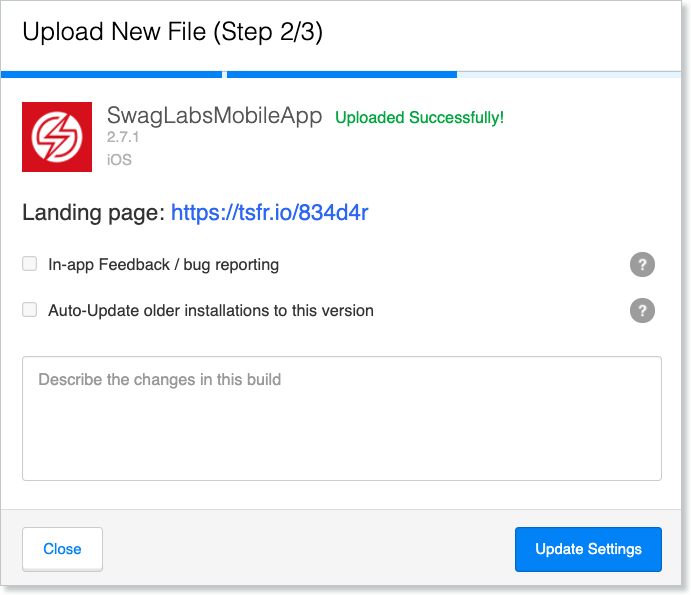 Upload New File (Step 2/3)
SwagLabsMobileApp Uploaded Successfully!
2.7.1
iOS
Landing page: https://tsfr.io/834d4r
In-app Feedback / bug reporting ?
Auto-Update older installations to this version ?
Describe the changes in this build
Close Update Settings